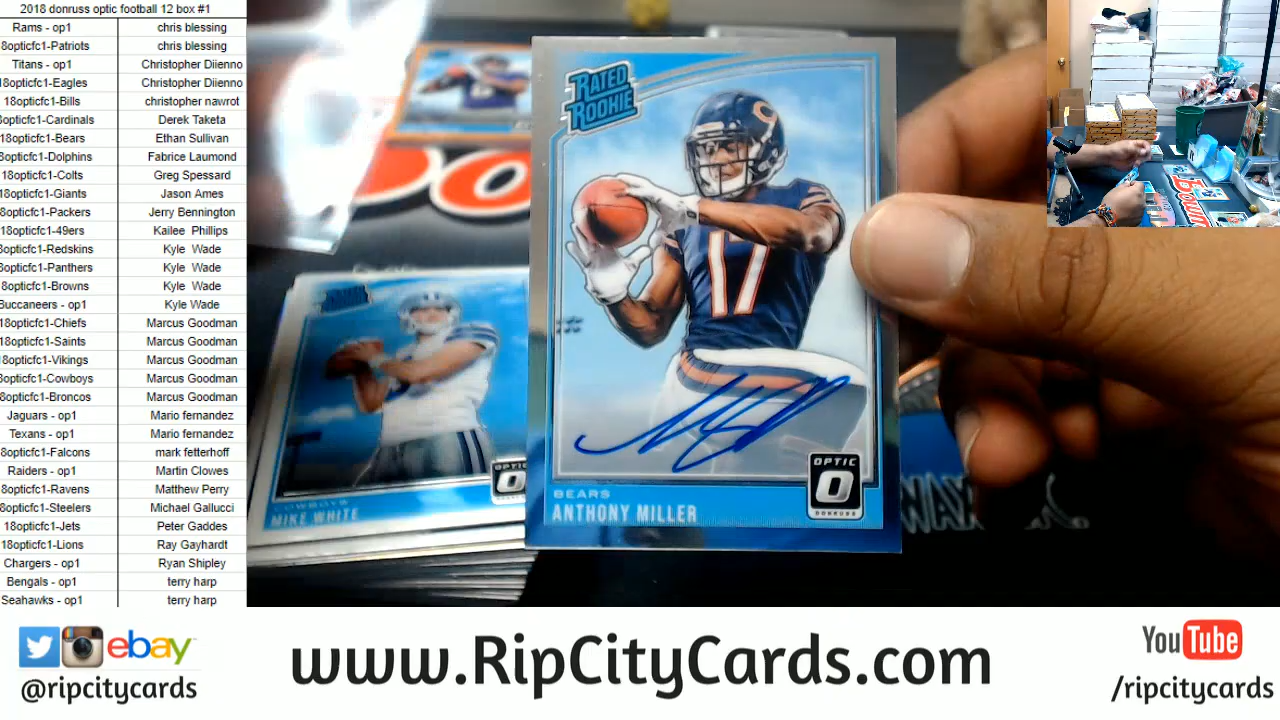 2018 donruss optic football 12 box #1
Rams - op1 chris blessing
8opticfc1-Patriots chris blessing
Titans - op1 Christopher Diienno
18opticfc1-Eagles Christopher Diienno
18opticfc1-Bills christopher nawrot
8opticfc1-Cardinals Derek Taketa
18opticfc1-Bears Ethan Sullivan
8opticfc1-Dolphins Fabrice Laumond
18opticfc1-Colts Greg Spessard
18opticfc1-Giants Jason Ames
8opticfc1-Packers Jerry Bennington
18opticfc1-49ers Kailee Phillips
8opticfc1-Redskins Kyle Wade
8opticfc1-Panthers Kyle Wade
8opticfc1-Browns Kyle Wade
Buccaneers - op1 Kyle Wade
18opticfc1-Chiefs Marcus Goodman
18opticfc1-Saints Marcus Goodman
18opticfc1-Vikings Marcus Goodman
8opticfc1-Cowboys Marcus Goodman
8opticfc1-Broncos Marcus Goodman
Jaguars - op1 Mario fernandez
Texans - op1 Mario fernandez
8opticfc1-Falcons mark fetterhoff
Raiders - op1 Martin Clowes
8opticfc1-Ravens Matthew Perry
8opticfc1-Steelers Michael Gallucci
18opticfc1-Jets Peter Gaddes
18opticfc1-Lions Ray Gayhardt
Chargers - op1 Ryan Shipley
Bengals - op1 terry harp
Seahawks - op1 terry harp
RATED
ROOKIE
17
OPTIC
DONRUSS
BEARS
ANTHONY MILLER
OPTIC
COWBOYS
MIKE WHITE
WAX
ebay
@ripcitycards
www.RipCityCards.com
YouTube
/ripcitycards